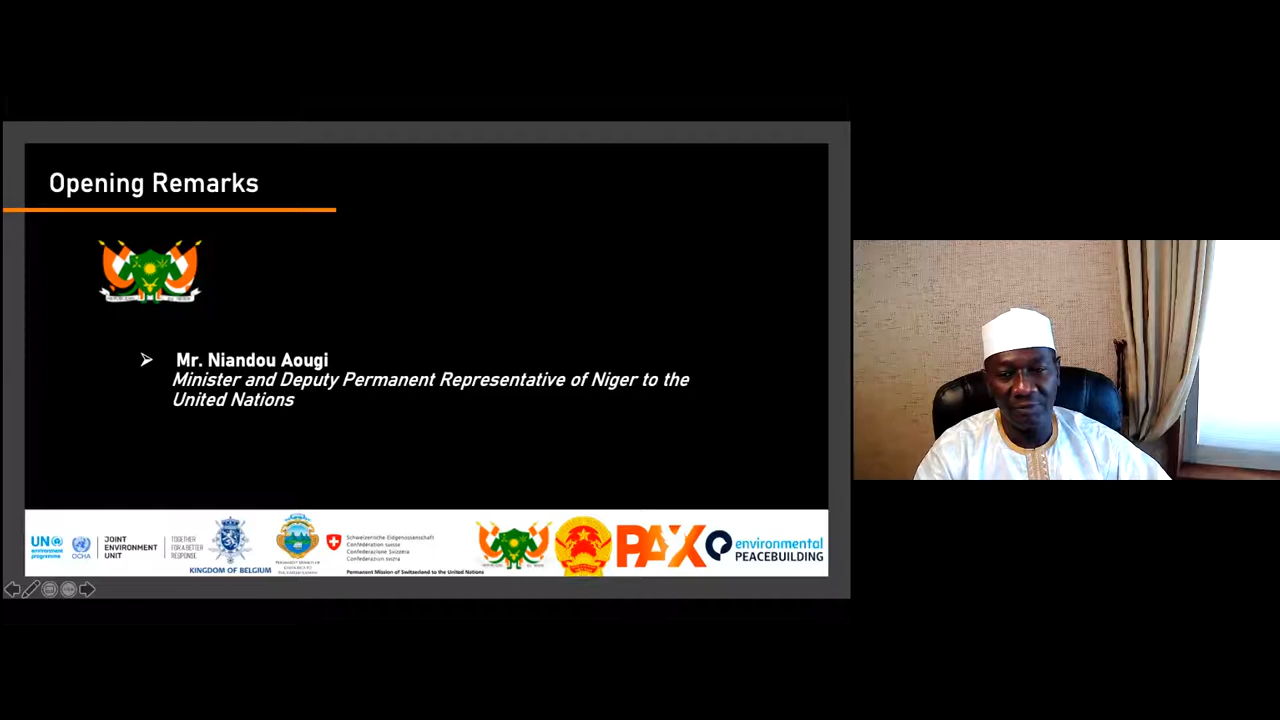 Opening Remarks
Mr. Niandou Aougi
Minister and Deputy Permanent Representative of Niger to the
United Nations
UN
environment
programme
OCHA
JOINT
ENVIRONMENT
UNIT
TOGETHER
FOR A BETTER
RESPONSE
KINGDOM OF BELGIUM
Schweizerische Eidgenossenschaft
Confédération suisse
Confederazione Svizzera
Confederaziun svizra
Permanent Mission of Switzerland to the United Nations
PAX
environmental
PEACEBUILDING